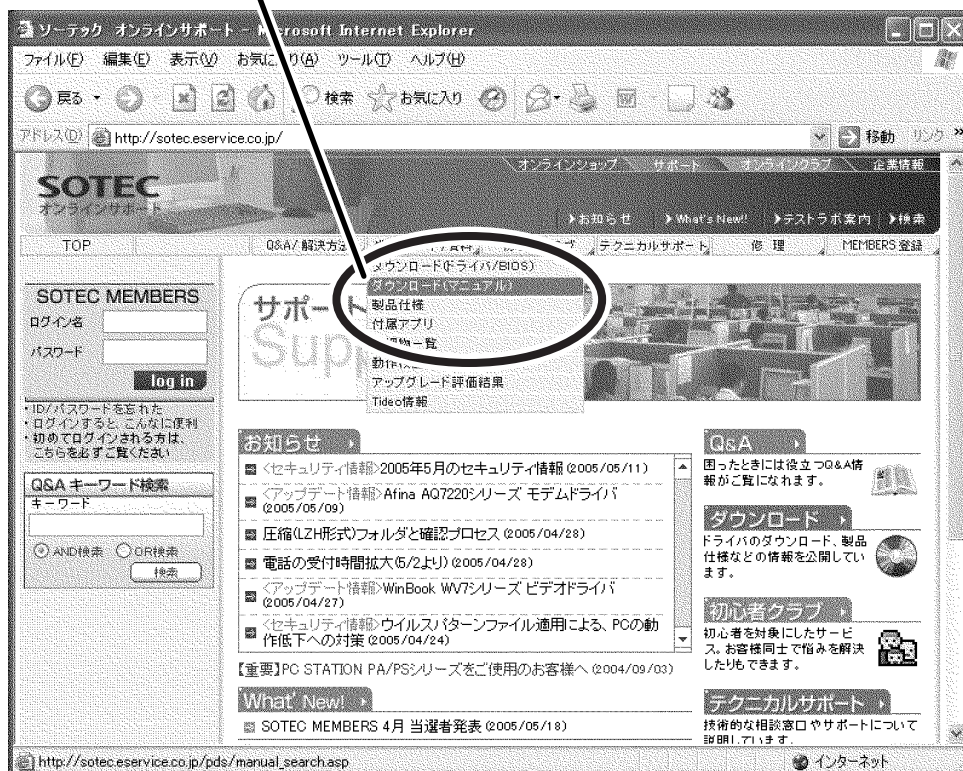 ソーテック オンラインサポート - Microsoft Internet Explorer
ファイル(F) 編集(E) 表示(V) お気に入り(A) ツール(T) ヘルプ(H)
戻る 検索 お気に入り
アドレス(D) http://sotec.eservice.co.jp/ 移動 リンク »
オンラインショップ サポート オンラインクラブ 企業情報
SOTEC
オンラインサポート
お知らせ What's New!! テストラボ案内 検索
TOP Q&A/解決方法 テクニカルサポート 修 理 MEMBERS登録
ダウンロード(ドライバ/BIOS)
ダウンロード(マニュアル)
製品仕様
付属アプリ
一覧
アップグレード評価結果
Tideo情報
サポート
Supp
SOTEC MEMBERS
ログイン名
パスワード
log in
・ID/パスワードを忘れた
・ログインすると、こんなに便利
・初めてログインされる方は、
こちらを必ずご覧ください
Q&A キーワード検索
キーワード
AND検索 OR検索
検索
お知らせ
<セキュリティ情報>2005年5月のセキュリティ情報 (2005/05/11)
<アップデート情報>Afina AQ7220シリーズ モデムドライバ
(2005/05/09)
圧縮(LZH形式)フォルダと確認プロセス (2005/04/28)
電話の受付時間拡大(5/2より) (2005/04/28)
<アップデート情報>WinBook WV7シリーズ ビデオドライバ
(2005/04/27)
<セキュリティ情報>ウイルスパターンファイル適用による、PCの動
作低下への対策 (2005/04/24)
【重要】PC STATION PA/PSシリーズをご使用のお客様へ (2004/09/03)
What' New!
SOTEC MEMBERS 4月 当選者発表 (2005/05/18)
Q&A
困ったときには役立つQ&A情
報がご覧になれます。
ダウンロード
ドライバのダウンロード、製品
仕様などの情報を公開してい
ます。
初心者クラブ
初心者を対象にしたサービ
ス。お客様同士で悩みを解決
したりもできます。
テクニカルサポート
技術的な相談窓口やサポートについて
説明しています。
http://sotec.eservice.co.jp/pds/manual_search.asp インターネット